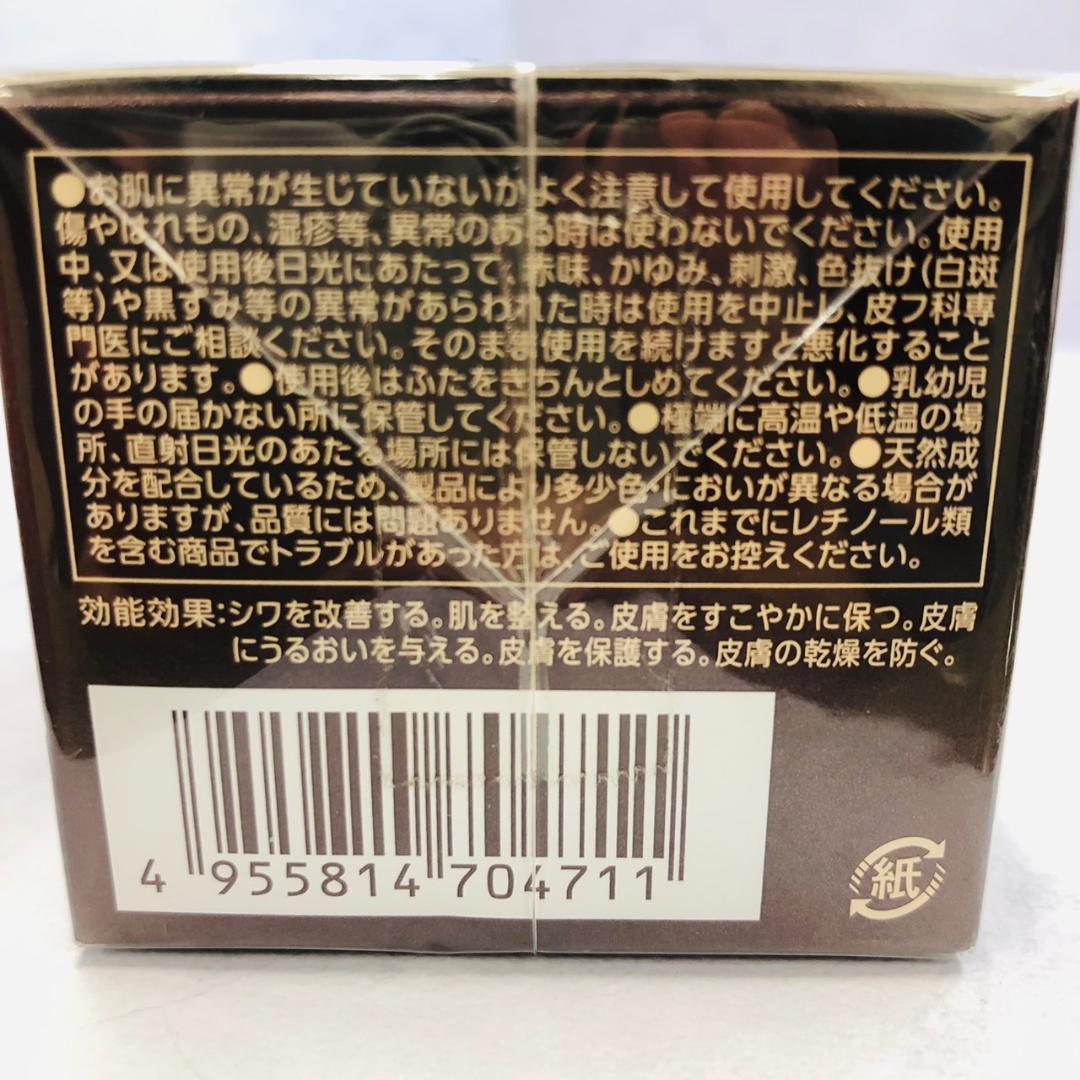 ●お肌に異常が生じていないかよく注意して使用してください。
傷やはれもの、湿疹等、異常のある時は使わないでください。使用
中、又は使用後日光にあたって、赤味、かゆみ、刺激、色抜け(白斑
等)や黒ずみ等の異常があらわれた時は使用を中止し、皮フ科専
門医にご相談ください。そのまま使用を続けますと悪化すること
があります。●使用後はふたをきちんとしめてください。●乳幼児
の手の届かない所に保管してください。●極端に高温や低温の場
所、直射日光のあたる場所には保管しないでください。●天然成
分を配合しているため、製品により多少色・においが異なる場合が
ありますが、品質には問題ありません。●これまでにレチノール類
を含む商品でトラブルがあった方は、ご使用をお控えください。
効能効果:シワを改善する。肌を整える。皮膚をすこやかに保つ。皮膚
にうるおいを与える。皮膚を保護する。皮膚の乾燥を防ぐ。
4 955814 704711
紙